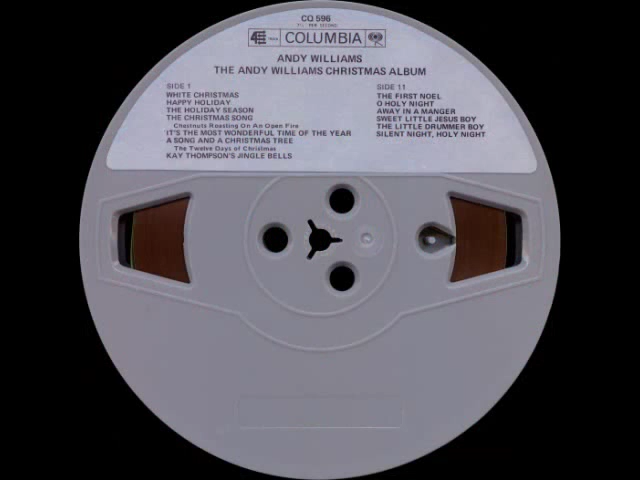 CQ 596
COLUMBIA
ANDY WILLIAMS
THE ANDY WILLIAMS CHRISTMAS ALBUM
SIDE 1
WHITE CHRISTMAS
HAPPY HOLIDAY
THE HOLIDAY SEASON
THE CHRISTMAS SONG
Chestnuts Roasting On An Open Fire
IT'S THE MOST WONDERFUL TIME OF THE YEAR
A SONG AND A CHRISTMAS TREE
The Twelve Days of Christmas
KAY THOMPSON'S JINGLE BELLS
SIDE 11
THE FIRST NOEL
O HOLY NIGHT
AWAY IN A MANGER
SWEET LITTLE JESUS BOY
THE LITTLE DRUMMER BOY
SILENT NIGHT, HOLY NIGHT